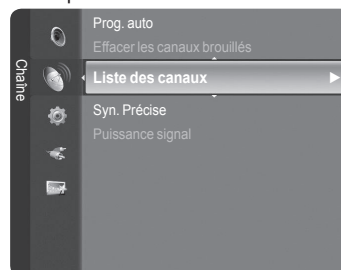 Chaîne
Prog. auto
Effacer les canaux brouillés
Liste des canaux
Syn. Précise
Puissance signal